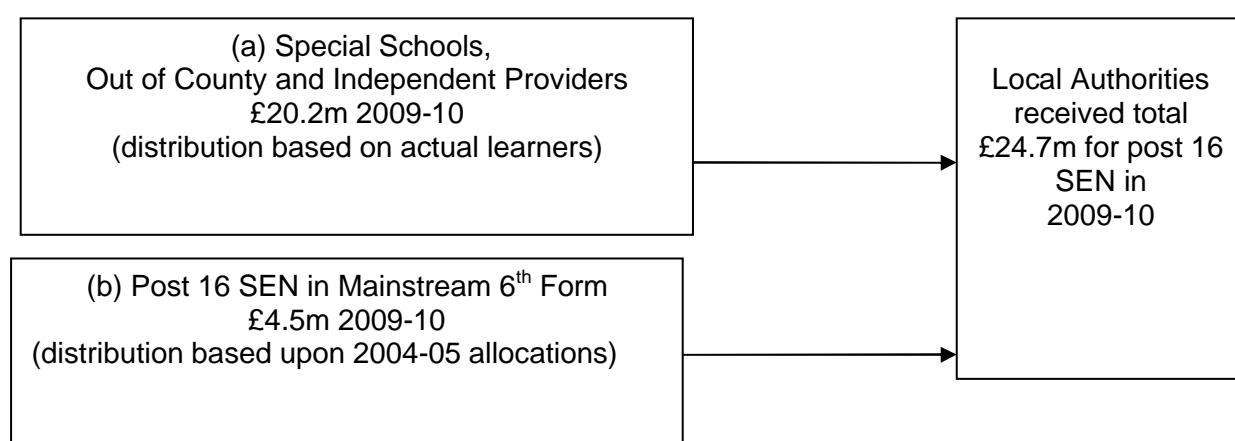 (a) Special Schools,
Out of County and Independent Providers
£20.2m 2009-10
(distribution based on actual learners)
Local Authorities
received total
£24.7m for post 16
SEN in
2009-10
(b) Post 16 SEN in Mainstream 6th Form
£4.5m 2009-10
(distribution based upon 2004-05 allocations)